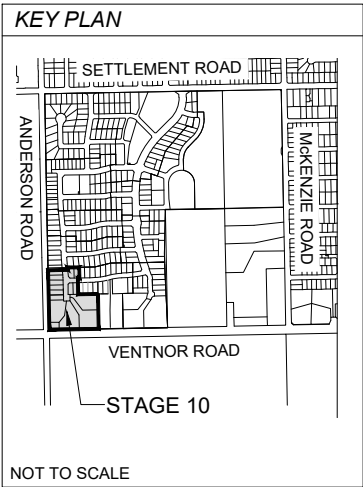 KEY PLAN
SETTLEMENT ROAD
ANDERSON ROAD
McKENZIE ROAD
VENTNOR ROAD
STAGE 10
NOT TO SCALE